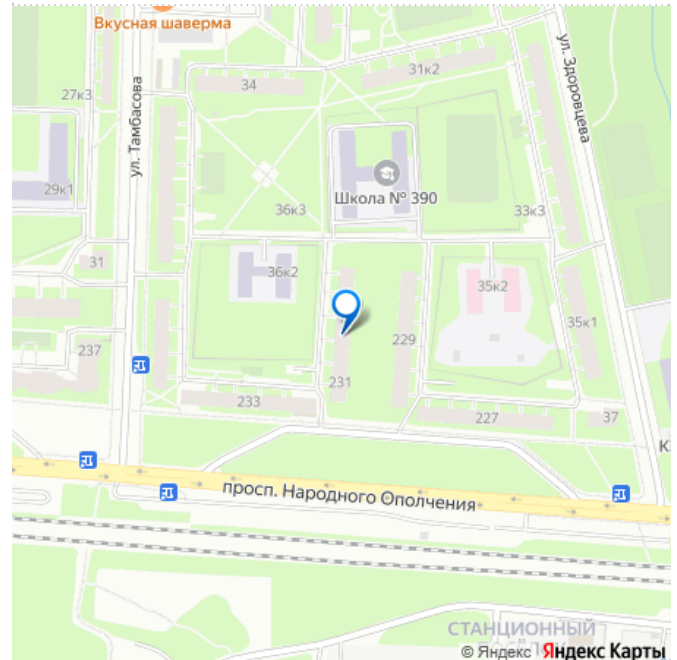 Вкусная шаверма
34
31к2
ул. Здоровцева
27к3
ул. Тамбасова
Школа № 390
29к1
36к3
33к3
31
36к2
35к2
35к1
229
237
231
233
227
37
К
просп. Народного Ополчения
СТАНЦИОННЫЙ
© Яндекс Яндекс Карты